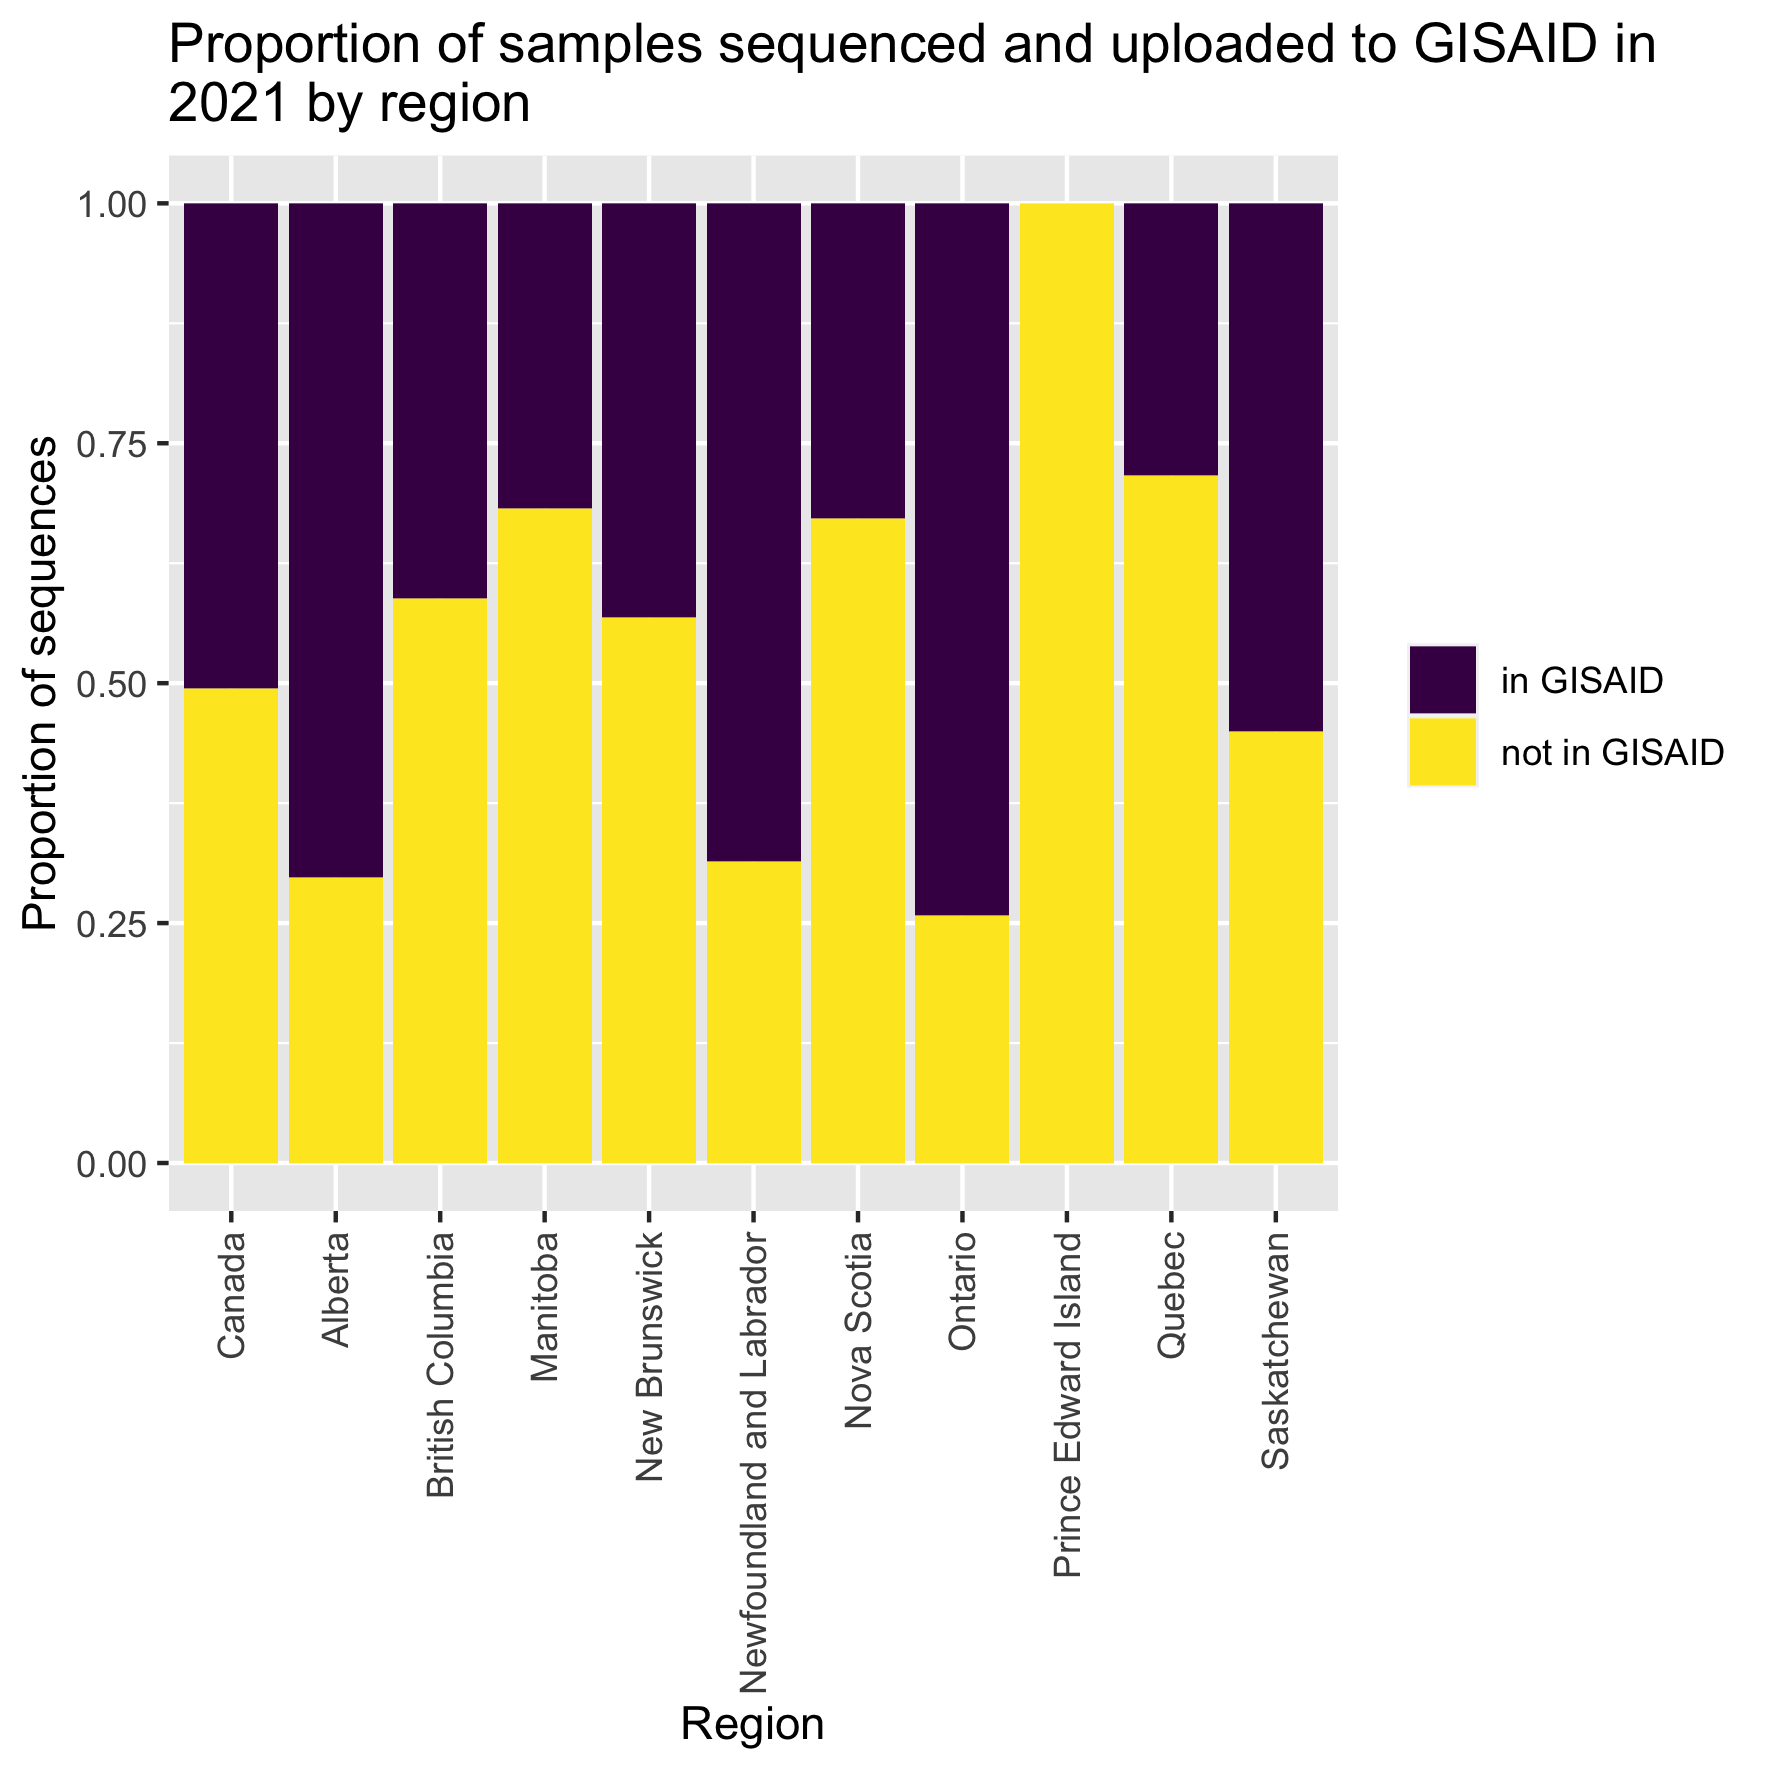 Proportion of samples sequenced and uploaded to GISAID in
2021 by region
Proportion of sequences
1.00
0.75
0.50
0.25
0.00
in GISAID
not in GISAID
Canada
Alberta
British Columbia
Manitoba
New Brunswick
Newfoundland and Labrador
Nova Scotia
Ontario
Prince Edward Island
Quebec
Saskatchewan
Region